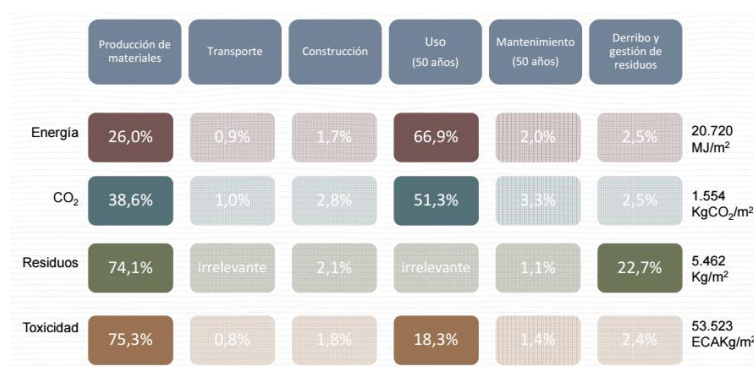 Producción de
materiales
Transporte
Construcción
Uso
(50 años)
Mantenimiento
(50 años)
Derribo y
gestión de
residuos
Energía
26,0%
0,9%
1,7%
66,9%
2,0%
2,5%
20.720
MJ/m²
CO₂
38,6%
1,0%
2,8%
51,3%
3,3%
2,5%
1.554
KgCO₂/m²
Residuos
74,1%
irrelevante
2,1%
irrelevante
1,1%
22,7%
5.462
Kg/m²
Toxicidad
75,3%
0,8%
1,8%
18,3%
1,4%
2,4%
53.523
ECAKg/m²